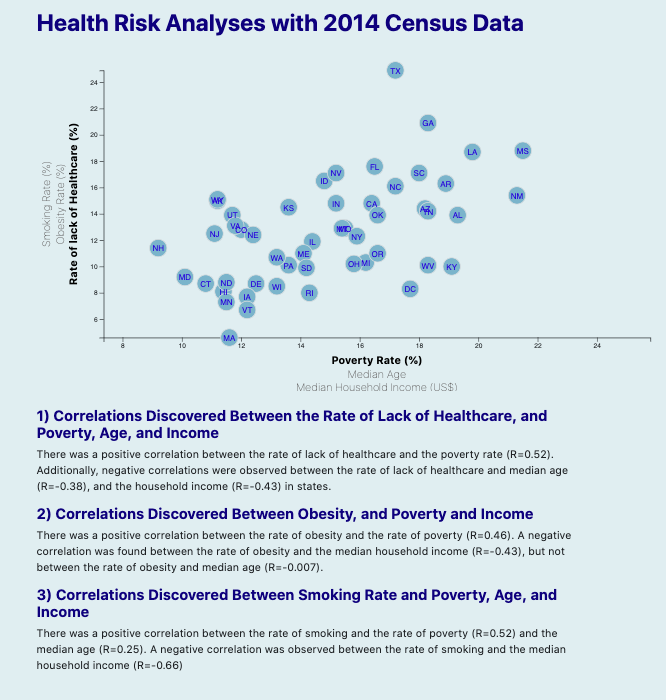 Health Risk Analyses with 2014 Census Data
Smoking Rate (%)
Obesity Rate (%)
Rate of lack of Healthcare (%)
24
22
20
18
16
14
12
10
8
6
TX
GA
LA
MS
FL
NV
SC
ID
NC
AR
NM
AK
KS
IN
CA
OK
AZ
TN
AL
UT
VA
CO
NE
NJ
NY
IL
NH
WA
ME
OR
PA
SD
OH
MI
WV
KY
MD
CT
ND
DE
WI
HI
IA
RI
DC
MN
VT
MA
8
10
12
14
16
18
20
22
24
Poverty Rate (%)
Median Age
Median Household Income (US$)
1) Correlations Discovered Between the Rate of Lack of Healthcare, and
Poverty, Age, and Income
There was a positive correlation between the rate of lack of healthcare and the poverty rate (R=0.52).
Additionally, negative correlations were observed between the rate of lack of healthcare and median age
(R=-0.38), and the household income (R=-0.43) in states.
2) Correlations Discovered Between Obesity, and Poverty and Income
There was a positive correlation between the rate of obesity and the rate of poverty (R=0.46). A negative
correlation was found between the rate of obesity and the median household income (R=-0.43), but not
between the rate of obesity and median age (R=-0.007).
3) Correlations Discovered Between Smoking Rate and Poverty, Age, and
Income
There was a positive correlation between the rate of smoking and the rate of poverty (R=0.52) and the
median age (R=0.25). A negative correlation was observed between the rate of smoking and the median
household income (R=-0.66)